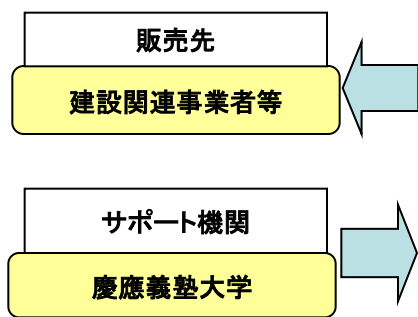 販売先
建設関連事業者等
サポート機関
慶應義塾大学